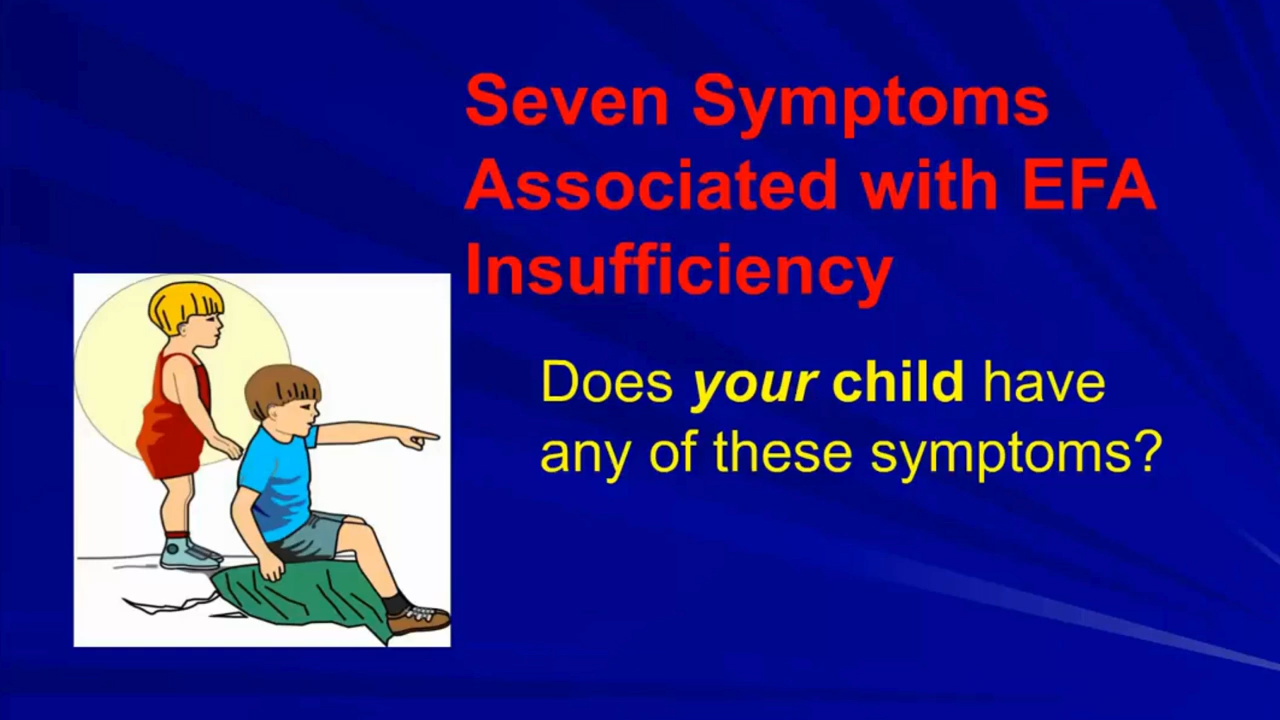 Seven Symptoms
Associated with EFA
Insufficiency
Does your child have
any of these symptoms?